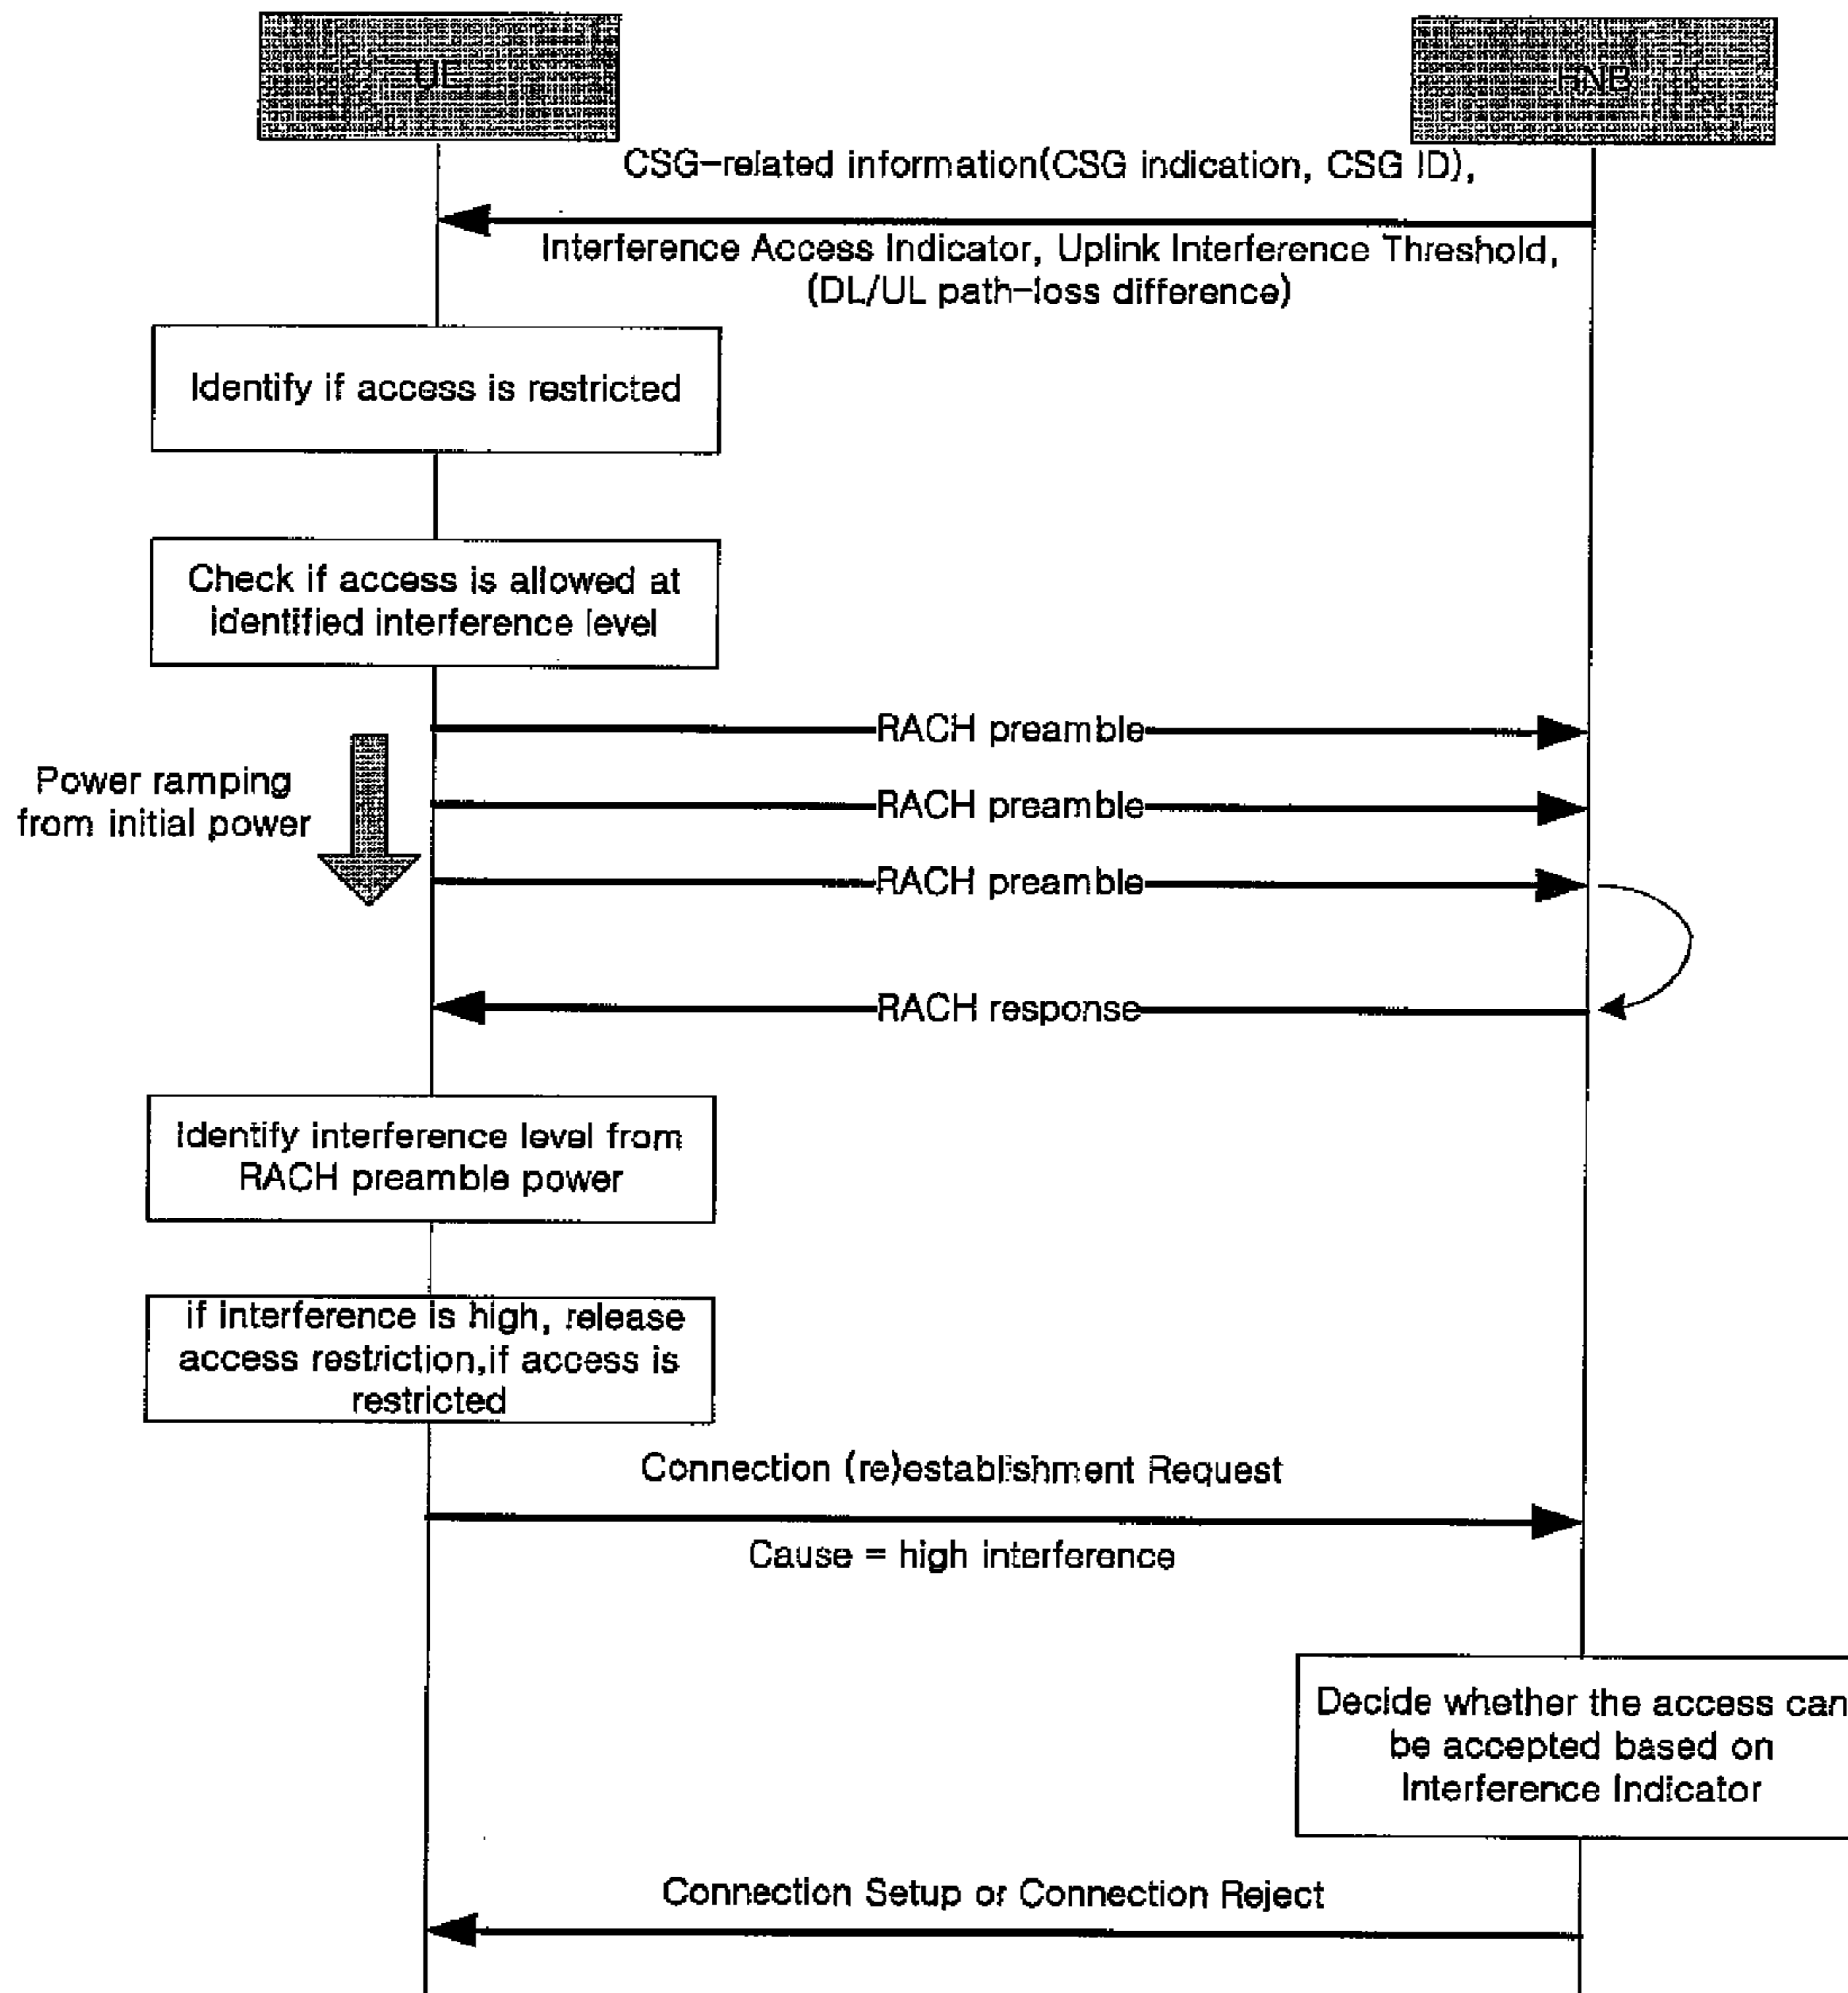 UE
HNB
CSG-related information(CSG indication, CSG ID),
Interference Access Indicator, Uplink Interference Threshold,
(DL/UL path-loss difference)
Identify if access is restricted
Check if access is allowed at
identified interference level
RACH preamble
Power ramping
from initial power
RACH preamble
RACH preamble
RACH response
Identify interference level from
RACH preamble power
if interference is high, release
access restriction,if access is
restricted
Connection (re)establishment Request
Cause = high interference
Decide whether the access can
be accepted based on
Interference Indicator
Connection Setup or Connection Reject